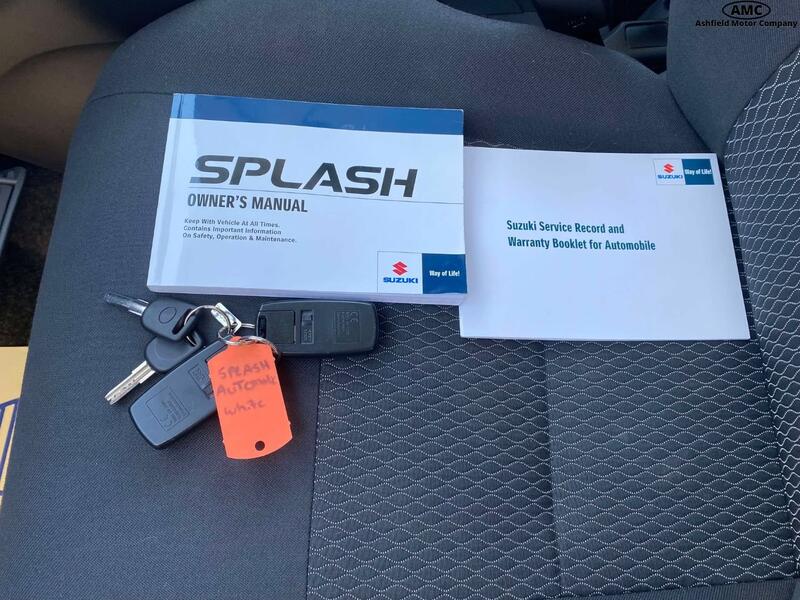 AMC
Ashfield Motor Company
SPLASH
OWNER'S MANUAL
Keep With Vehicle At All Times.
Contains Important Information
On Safety, Operation & Maintenance.
SUZUKI
Way of Life!
SUZUKI
Way of Life!
Suzuki Service Record and
Warranty Booklet for Automobile
SPLASH
AUTOmatic
white